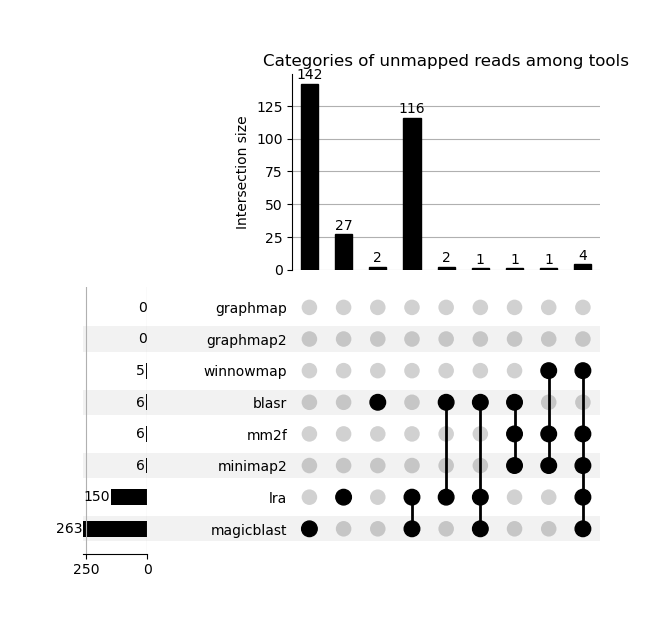 Categories of unmapped reads among tools
142
116
27
2
2
1
1
1
4
Intersection size
125
100
75
50
25
0
0 graphmap
0 graphmap2
5 winnowmap
6 blasr
6 mm2f
6 minimap2
150 lra
263 magicblast
250 0